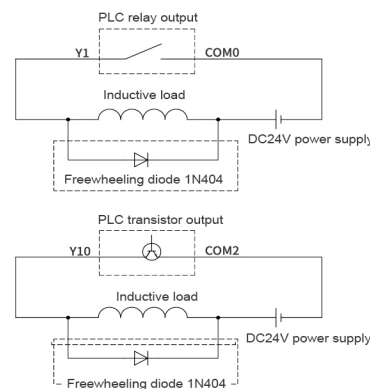 PLC relay output
Y1 COM0
Inductive load
DC24V power supply
Freewheeling diode 1N404
PLC transistor output
Y10 COM2
Inductive load
DC24V power supply
Freewheeling diode 1N404